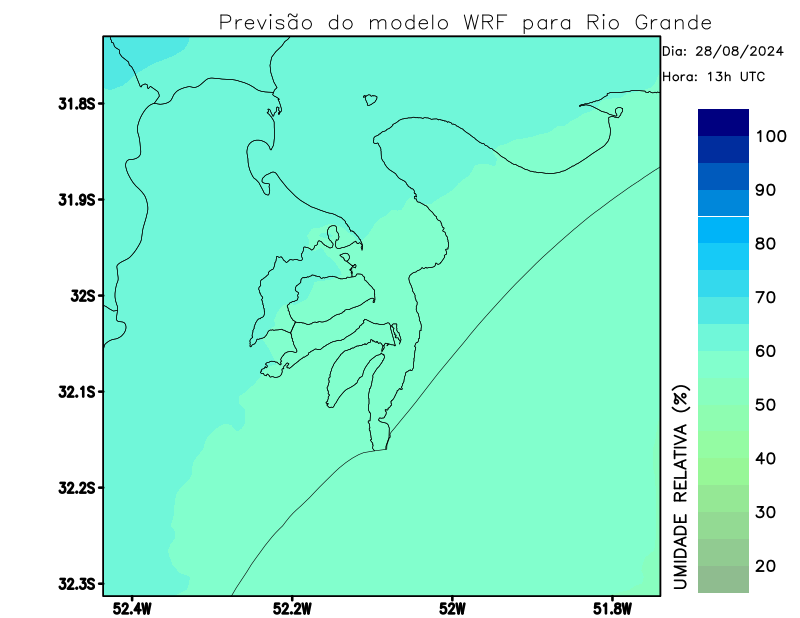 Previsão do modelo WRF para Rio Grande
Dia: 28/08/2024
Hora: 13h UTC
31.8S
31.9S
32S
32.1S
32.2S
32.3S
52.4W
52.2W
52W
51.8W
100
90
80
70
60
50
40
30
20
UMIDADE RELATIVA (%)